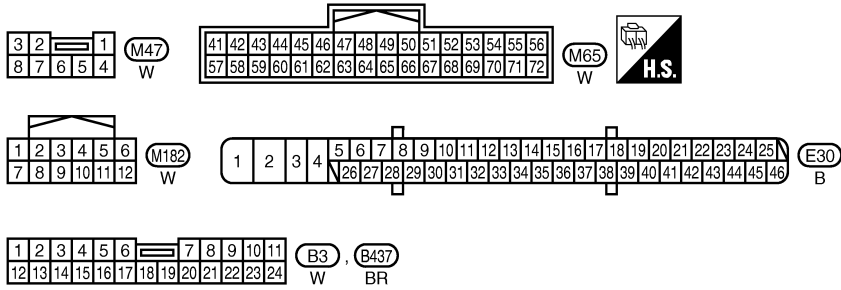 3 2 1
8 7 6 5 4
M47
W
41 42 43 44 45 46 47 48 49 50 51 52 53 54 55 56
57 58 59 60 61 62 63 64 65 66 67 68 69 70 71 72
M65
W
H.S.
1 2 3 4 5 6
7 8 9 10 11 12
M182
W
1 2 3 4 5 6 7 8 9 10 11 12 13 14 15 16 17 18 19 20 21 22 23 24 25
26 27 28 29 30 31 32 33 34 35 36 37 38 39 40 41 42 43 44 45 46
E30
B
1 2 3 4 5 6 7 8 9 10 11
12 13 14 15 16 17 18 19 20 21 22 23 24
B3 , B437
W BR